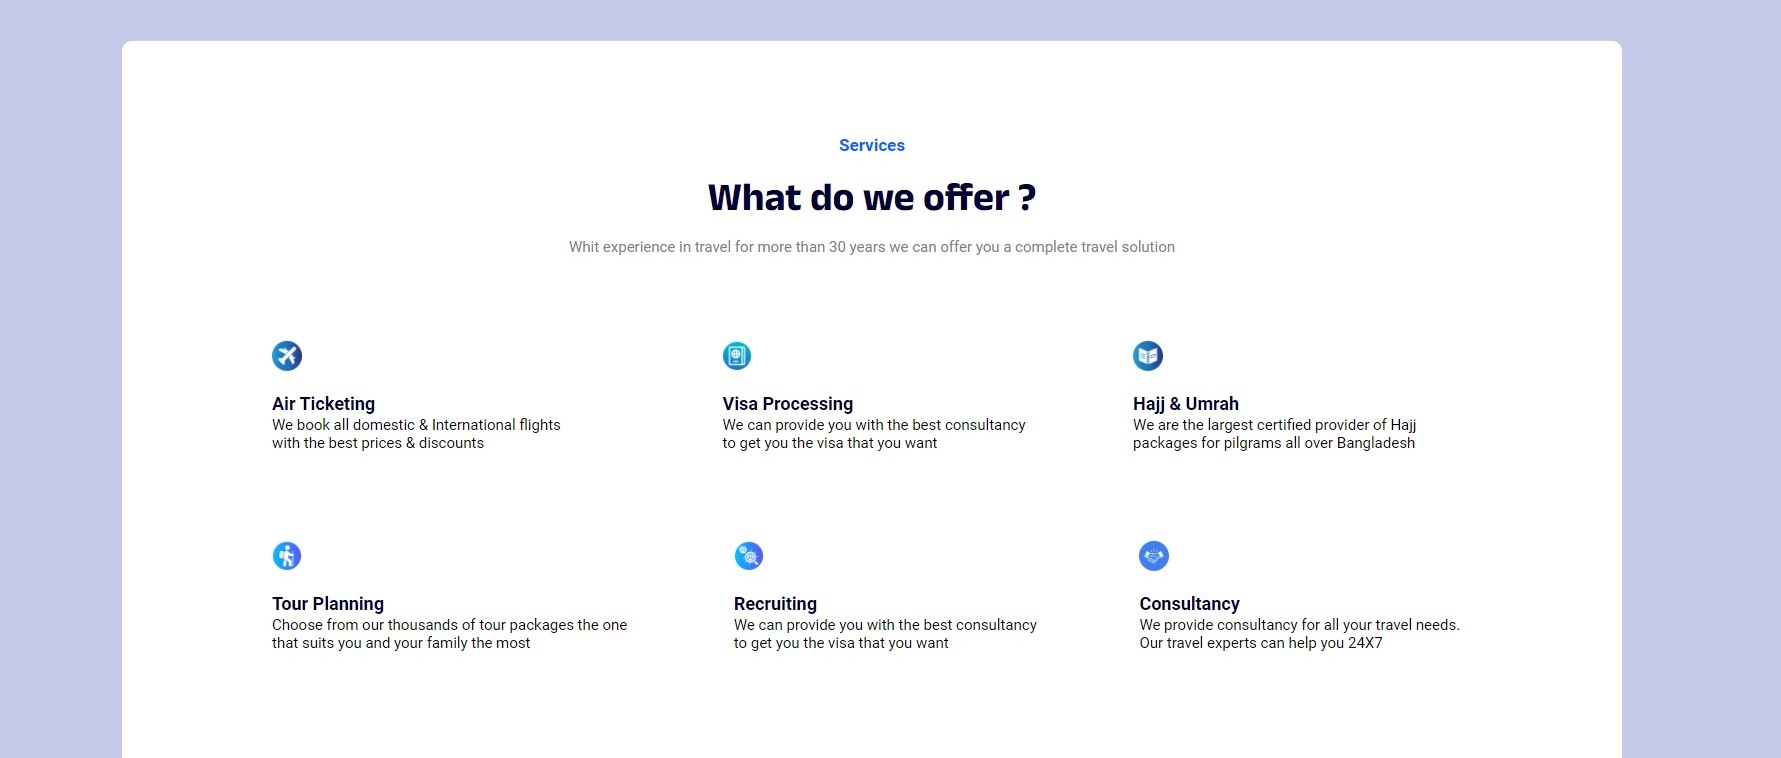 Services
What do we offer ?
Whit experience in travel for more than 30 years we can offer you a complete travel solution
Air Ticketing
We book all domestic & International flights
with the best prices & discounts
Visa Processing
We can provide you with the best consultancy
to get you the visa that you want
Hajj & Umrah
We are the largest certified provider of Hajj
packages for pilgrams all over Bangladesh
Tour Planning
Choose from our thousands of tour packages the one
that suits you and your family the most
Recruiting
We can provide you with the best consultancy
to get you the visa that you want
Consultancy
We provide consultancy for all your travel needs.
Our travel experts can help you 24X7